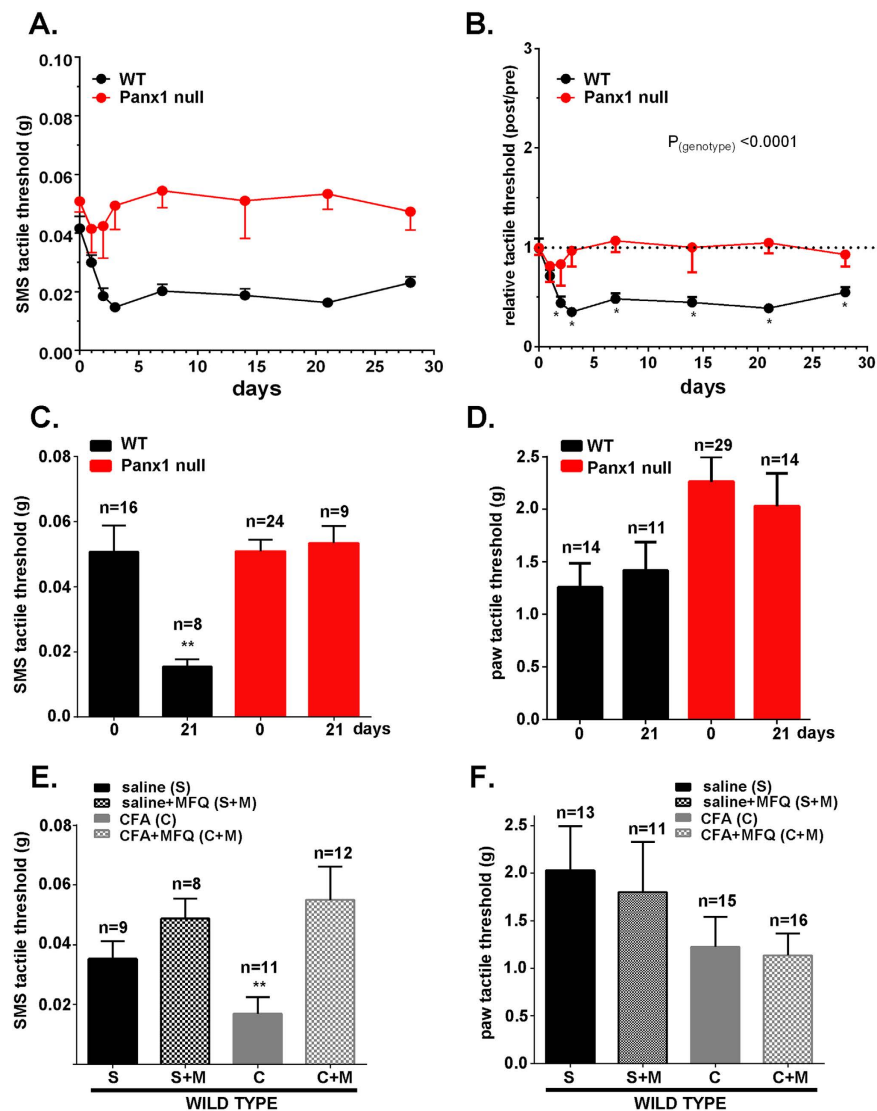 A.
SMS tactile threshold (g)
0.10
0.08
0.06
0.04
0.02
0.00
WT
Panx1 null
0 5 10 15 20 25 30
days
B.
relative tactile threshold (post/pre)
3
2
1
0
WT
Panx1 null
P(genotype) <0.0001
* * * * * *
0 5 10 15 20 25 30
days
C.
SMS tactile threshold (g)
0.08
0.06
0.04
0.02
0.0
WT
Panx1 null
n=16
n=8
**
n=24
n=9
0 21 0 21 days
D.
paw tactile threshold (g)
2.5
2.0
1.5
1.0
0.5
0.0
WT
Panx1 null
n=14
n=11
n=29
n=14
0 21 0 21
days
E.
SMS tactile threshold (g)
0.08
0.06
0.04
0.02
saline (S)
saline+MFQ (S+M)
CFA (C)
CFA+MFQ (C+M)
n=9
n=8
n=11
**
n=12
S S+M C C+M
WILD TYPE
F.
paw tactile threshold (g)
2.5
2.0
1.5
1.0
0.5
0.0
saline (S)
saline+MFQ (S+M)
CFA (C)
CFA+MFQ (C+M)
n=13
n=11
n=15
n=16
S S+M C C+M
WILD TYPE